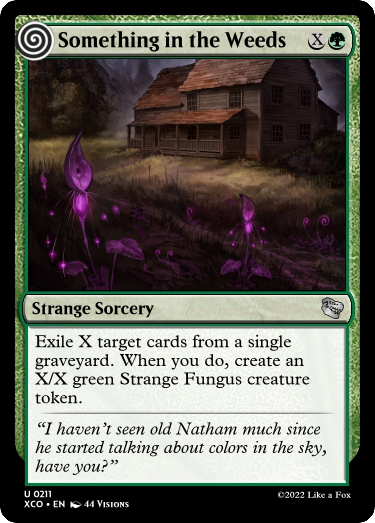 Something in the Weeds X
Strange Sorcery
Exile X target cards from a single
graveyard. When you do, create an
X/X green Strange Fungus creature
token.
“I haven’t seen old Natham much since
he started talking about colors in the sky,
have you?”
U 0211
XCO • EN 44 Visions
©2022 Like a Fox